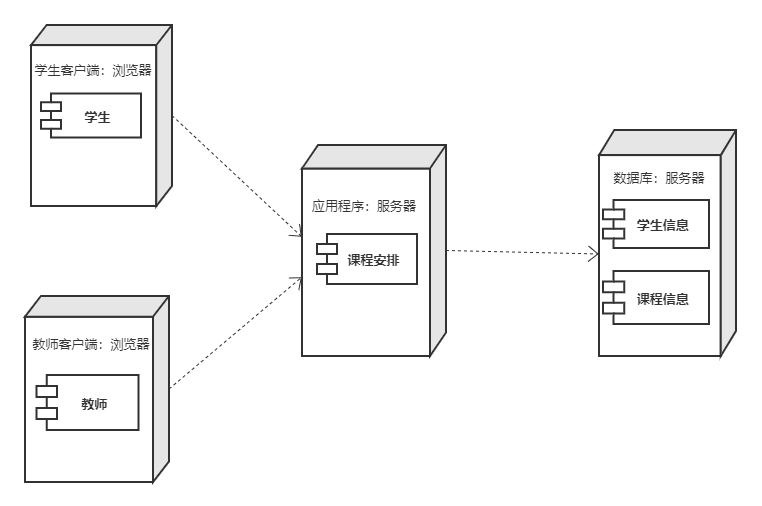 学生客户端：浏览器
学生
教师客户端：浏览器
教师
应用程序：服务器
课程安排
数据库：服务器
学生信息
课程信息